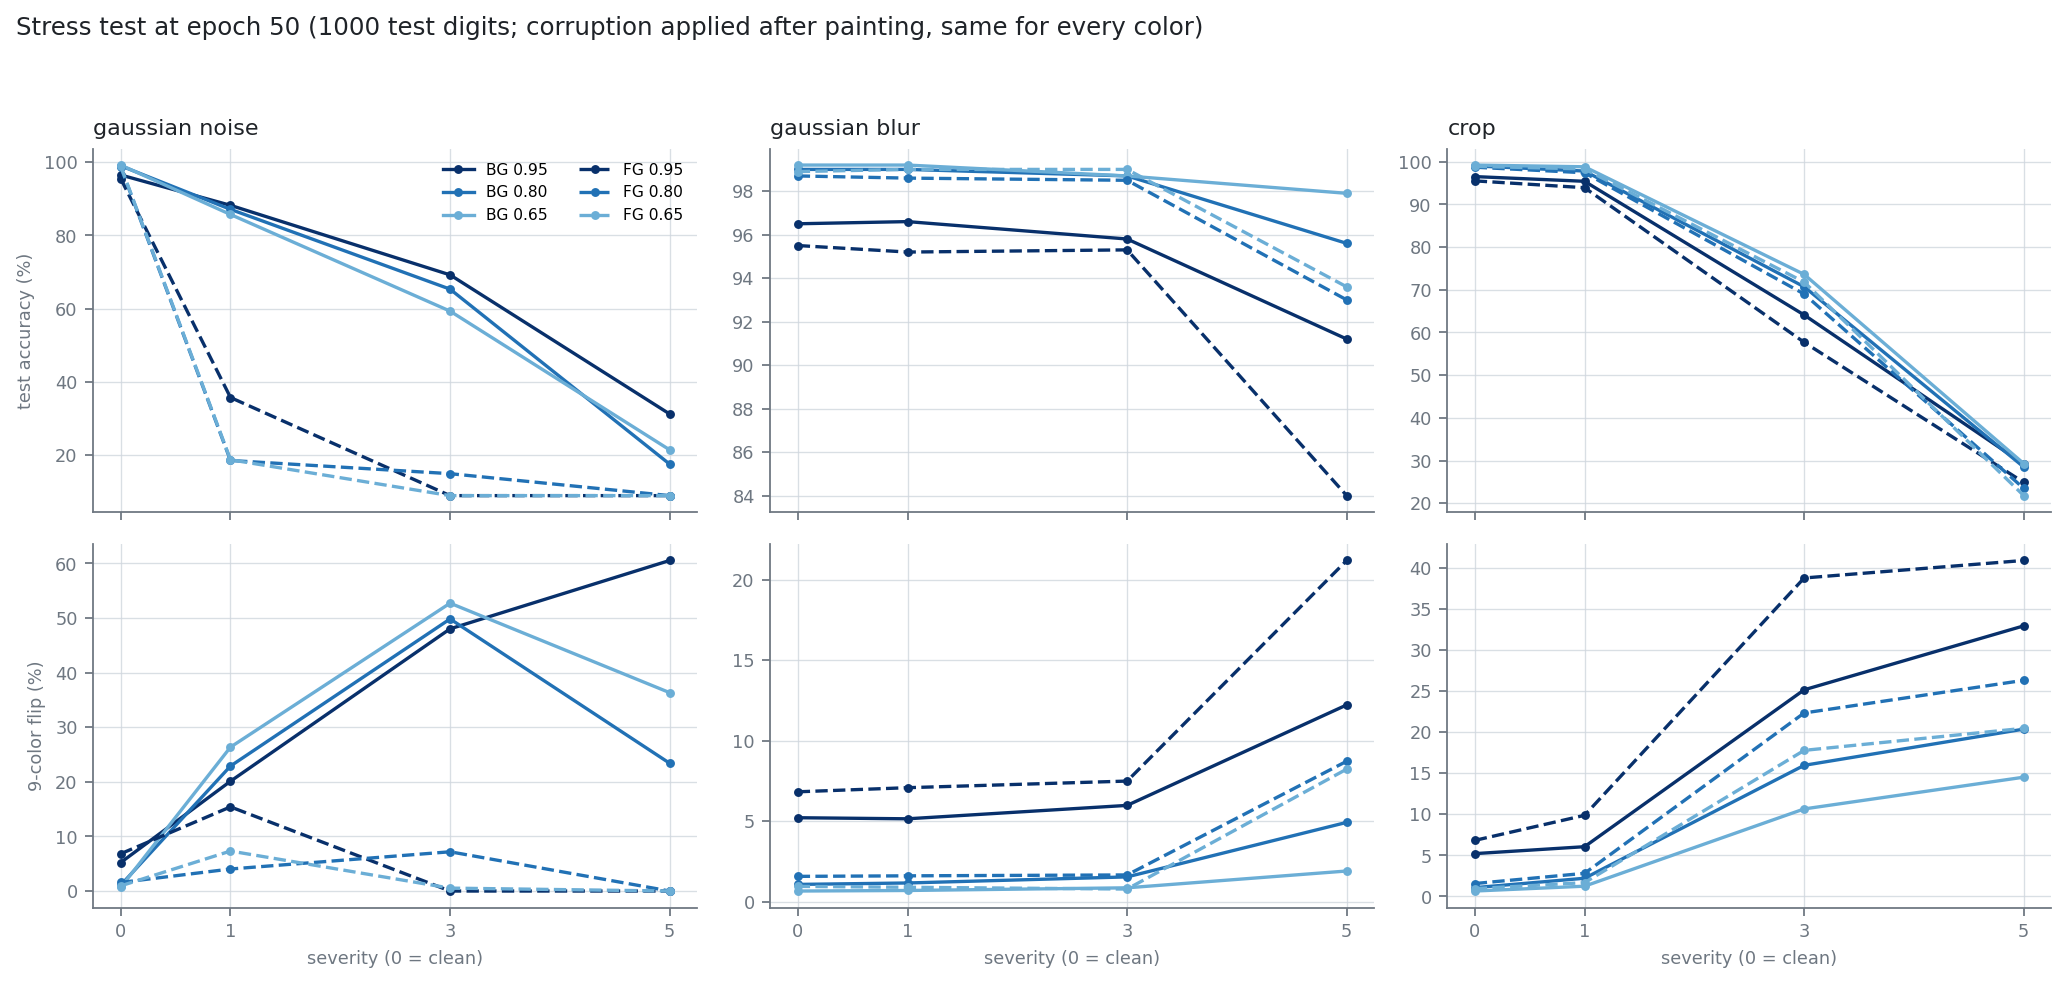 Stress test at epoch 50 (1000 test digits; corruption applied after painting, same for every color)
gaussian noise
gaussian blur
crop
BG 0.95
BG 0.80
BG 0.65
FG 0.95
FG 0.80
FG 0.65
test accuracy (%)
100
80
60
40
20
98
96
94
92
90
88
86
84
100
90
80
70
60
50
40
30
20
9-color flip (%)
60
50
40
30
20
10
0
20
15
10
5
0
40
35
30
25
20
15
10
5
0
0 1 3 5
0 1 3 5
0 1 3 5
severity (0 = clean)
severity (0 = clean)
severity (0 = clean)